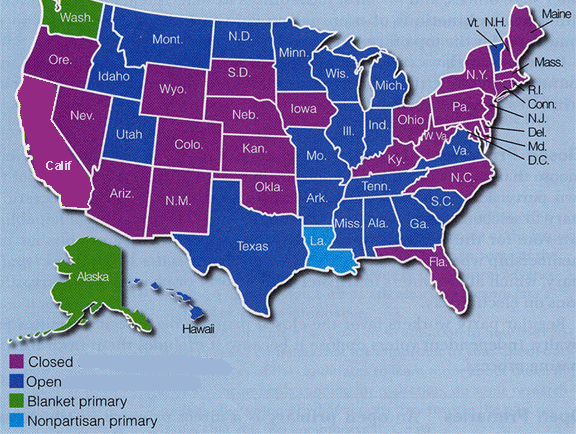 Wash.
Vt. N.H. Maine
Mont.
N.D.
Minn.
Ore.
Idaho
S.D.
Wis.
Mich.
N.Y.
Mass.
Wyo.
R.I.
Conn.
Nev.
Iowa
Pa.
N.J.
Neb.
Ill.
Ind.
Ohio
Del.
Utah
W.Va.
Md.
Calif
Colo.
Kan.
Mo.
Ky.
Va.
D.C.
N.C.
Tenn.
Ariz.
N.M.
Okla.
Ark.
S.C.
Miss.
Ala.
Ga.
Texas
La.
Fla.
Alaska
Hawaii
Closed
Open
Blanket primary
Nonpartisan primary